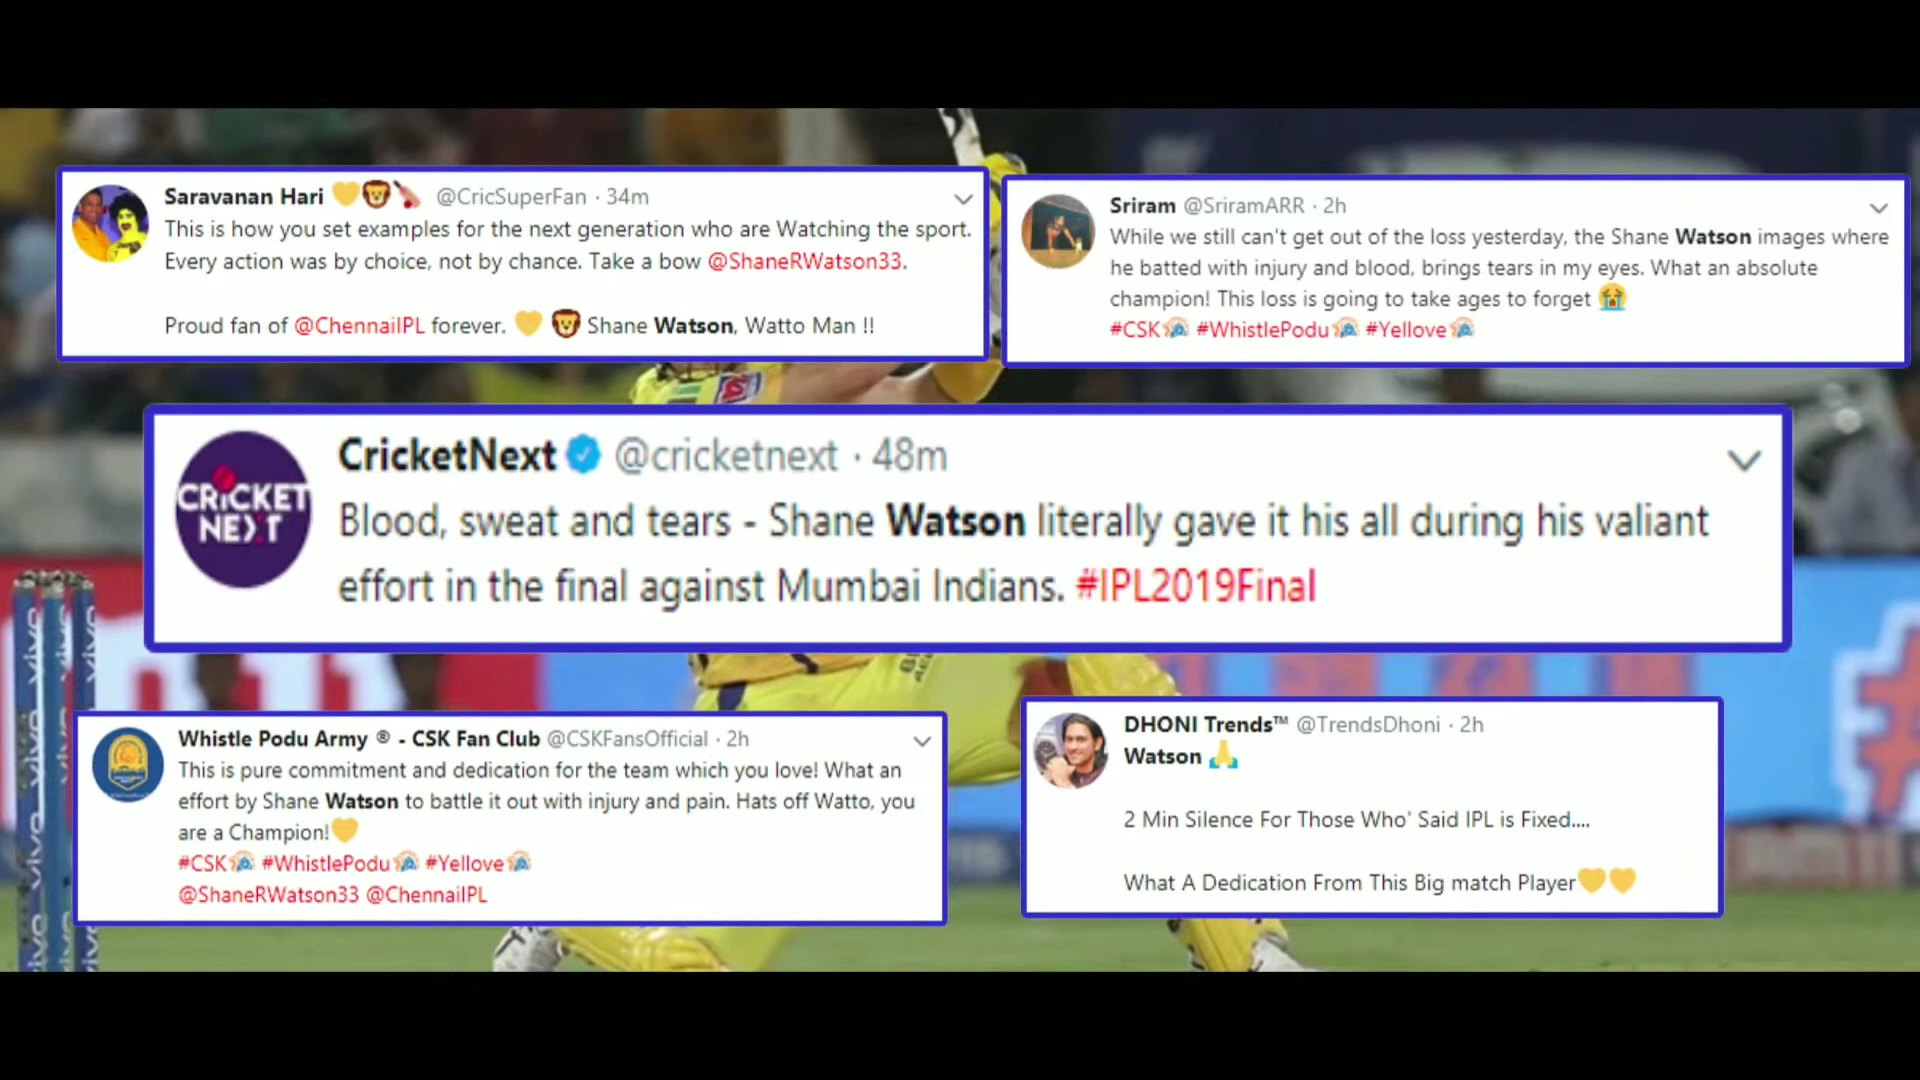 Saravanan Hari 💛🦁🏏 @CricSuperFan · 34m
This is how you set examples for the next generation who are Watching the sport.
Every action was by choice, not by chance. Take a bow @ShaneRWatson33.
Proud fan of @ChennaiIPL forever. 💛 🦁 Shane Watson, Watto Man !!
Sriram @SriramARR · 2h
While we still can't get out of the loss yesterday, the Shane Watson images where
he batted with injury and blood, brings tears in my eyes. What an absolute
champion! This loss is going to take ages to forget 😭
#CSK #WhistlePodu #Yellove
CRICKET
NEXT
CricketNext @cricketnext · 48m
Blood, sweat and tears - Shane Watson literally gave it his all during his valiant
effort in the final against Mumbai Indians. #IPL2019Final
Whistle Podu Army ® - CSK Fan Club @CSKFansOfficial · 2h
This is pure commitment and dedication for the team which you love! What an
effort by Shane Watson to battle it out with injury and pain. Hats off Watto, you
are a Champion!💛
#CSK #WhistlePodu #Yellove
@ShaneRWatson33 @ChennaiIPL
DHONI Trends™ @TrendsDhoni · 2h
Watson 🙏
2 Min Silence For Those Who' Said IPL is Fixed....
What A Dedication From This Big match Player💛💛
vivo
vivo
vivo